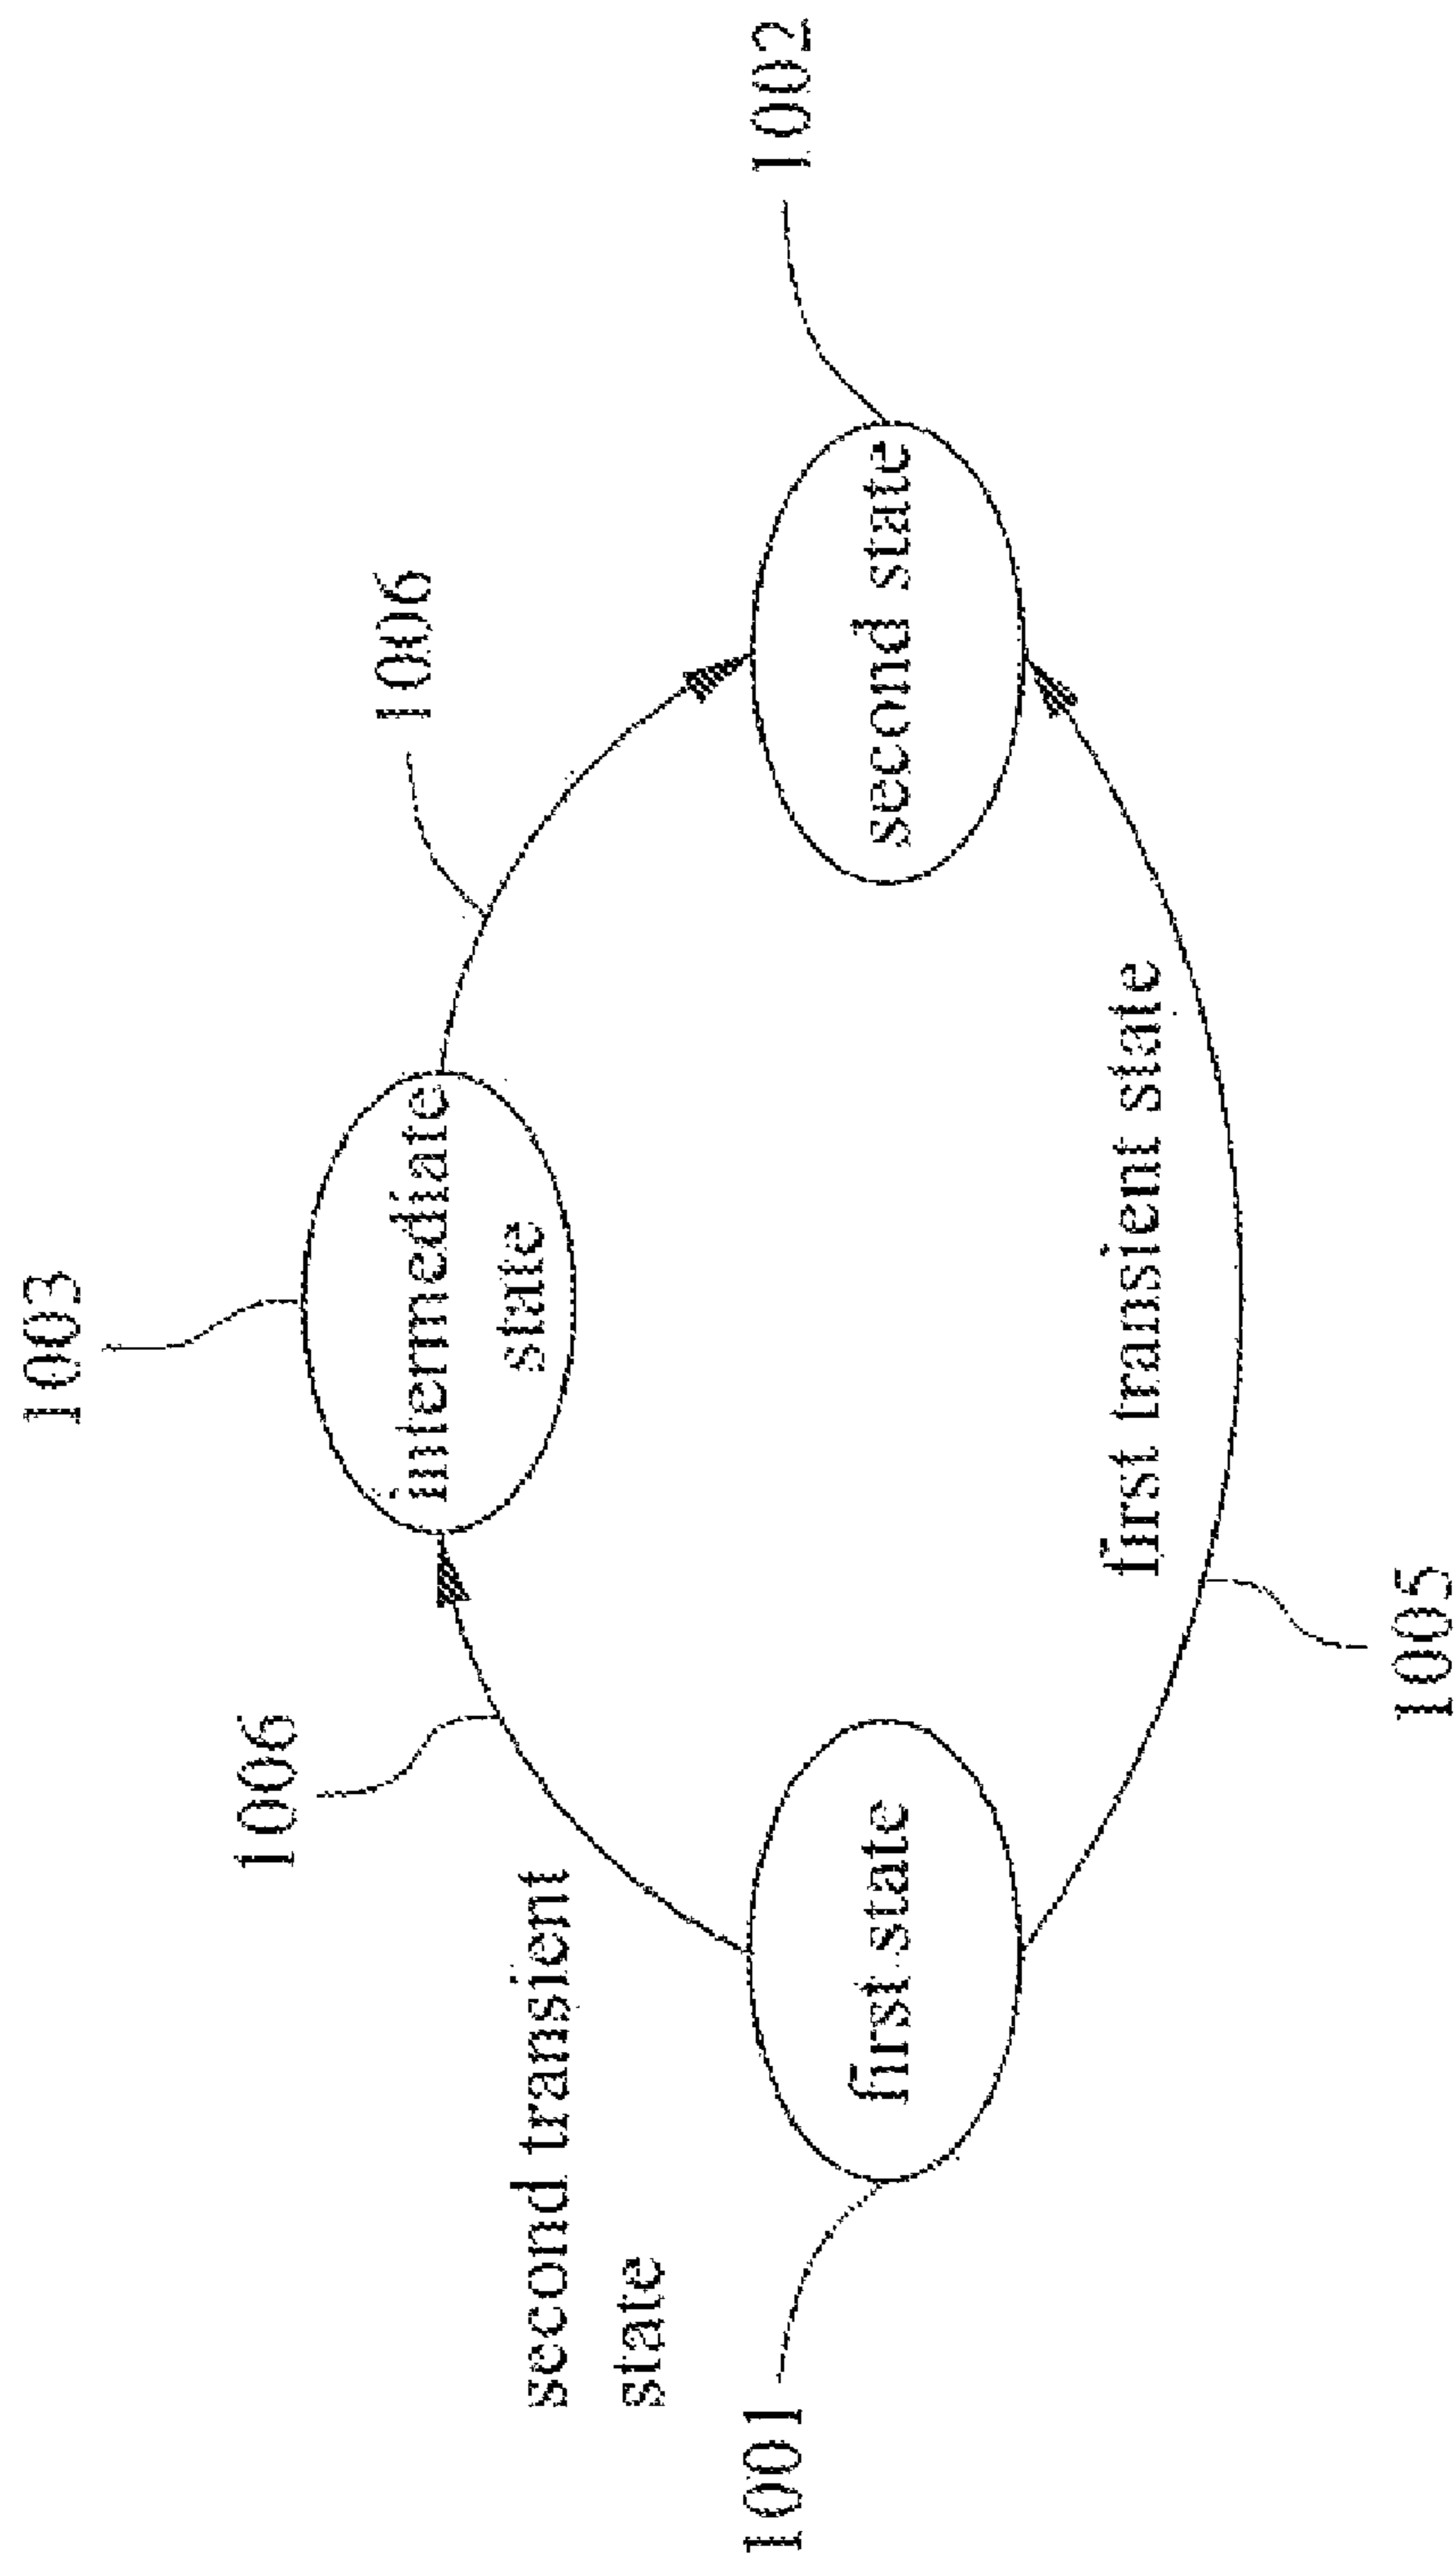 1003
1006
1006
intermediate
state
second transient
state
1002
first state
second state
1001
first transient state
1005